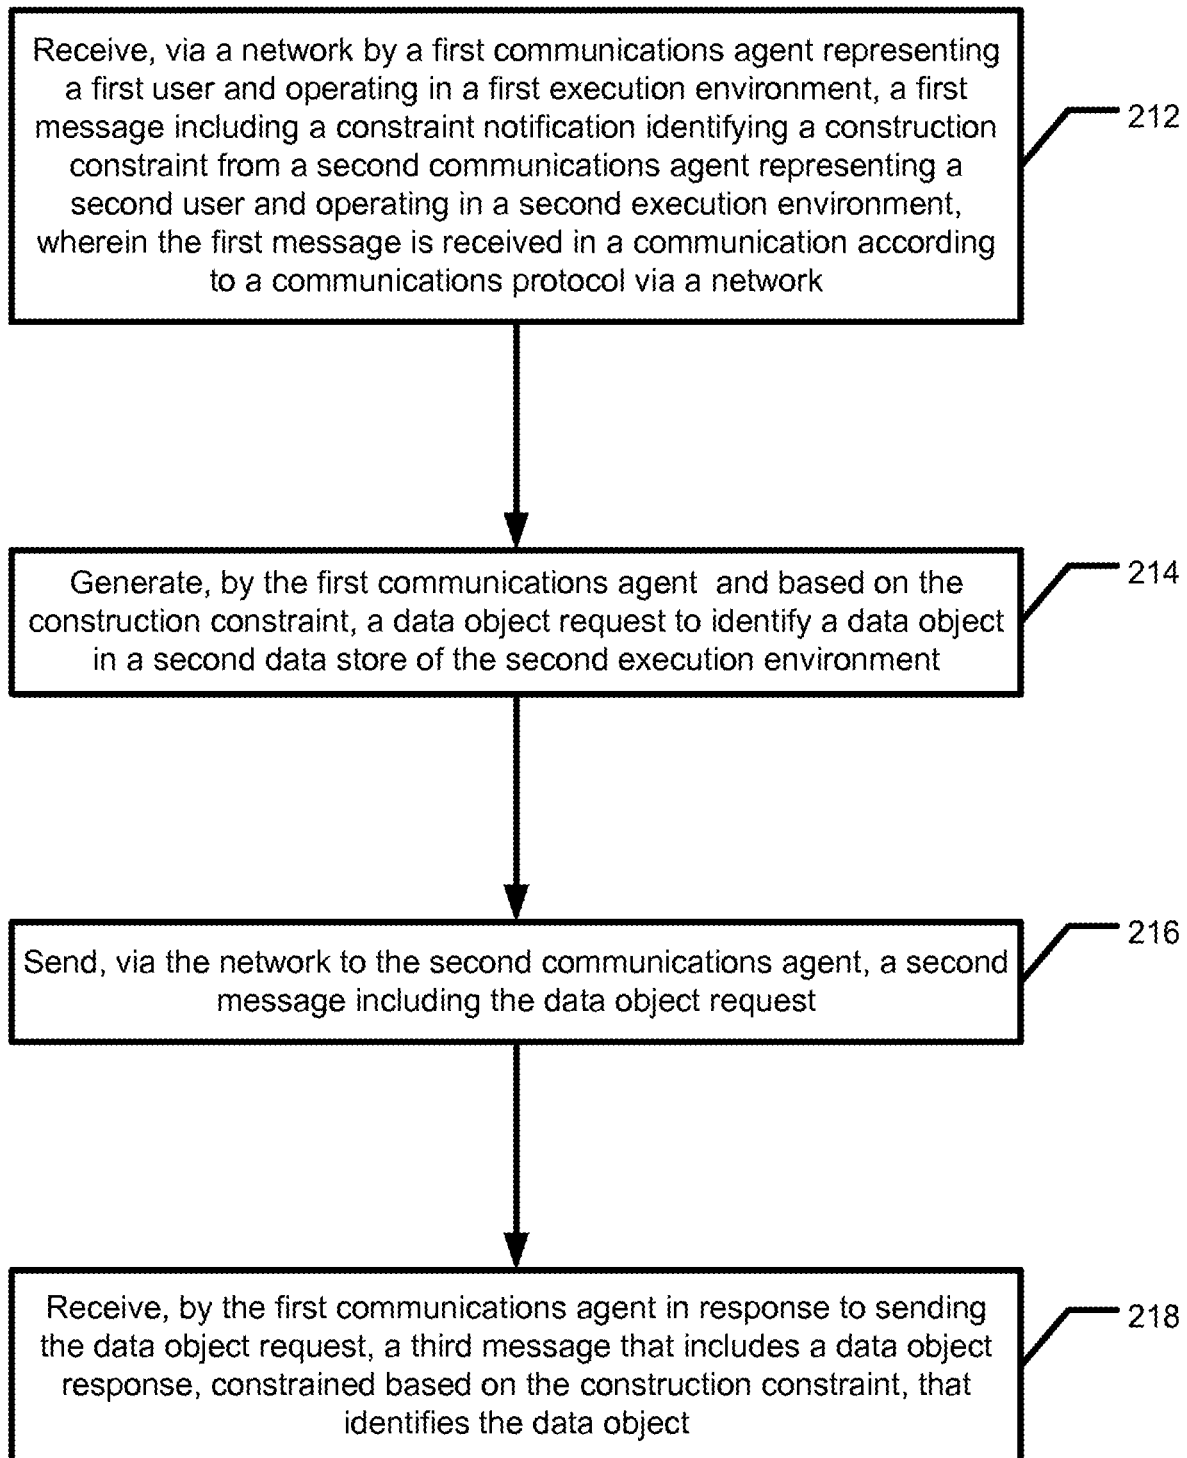 Receive, via a network by a first communications agent representing
a first user and operating in a first execution environment, a first
message including a constraint notification identifying a construction
constraint from a second communications agent representing a
second user and operating in a second execution environment,
wherein the first message is received in a communication according
to a communications protocol via a network
212
Generate, by the first communications agent and based on the
construction constraint, a data object request to identify a data object
in a second data store of the second execution environment
214
Send, via the network to the second communications agent, a second
message including the data object request
216
Receive, by the first communications agent in response to sending
the data object request, a third message that includes a data object
response, constrained based on the construction constraint, that
identifies the data object
218